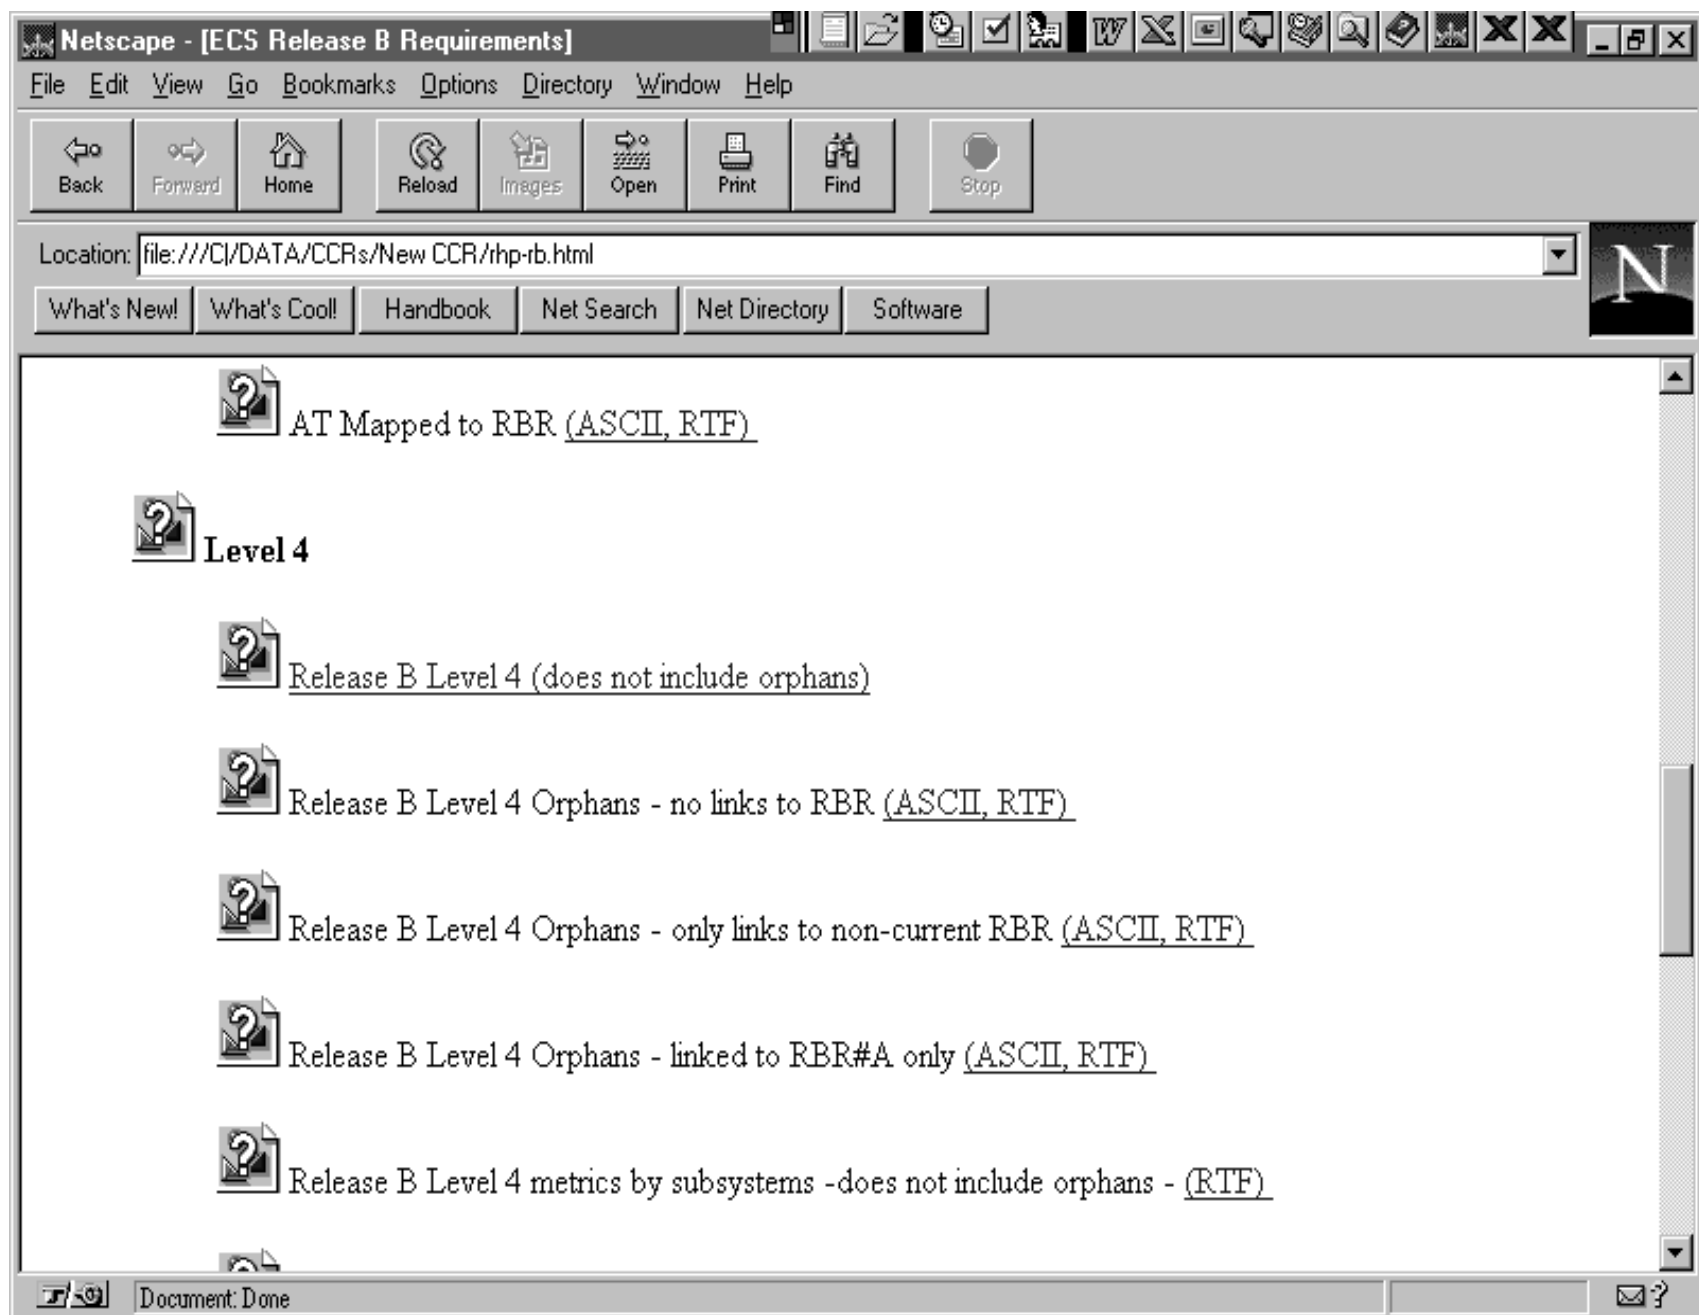 Netscape - [ECS Release B Requirements]
File Edit View Go Bookmarks Options Directory Window Help
Back Forward Home Reload Images Open Print Find Stop
Location: file:///C|/DATA/CCRs/New CCR/rhp-rb.html
N
What's New! What's Cool! Handbook Net Search Net Directory Software
AT Mapped to RBR (ASCII, RTF)
Level 4
Release B Level 4 (does not include orphans)
Release B Level 4 Orphans - no links to RBR (ASCII, RTF)
Release B Level 4 Orphans - only links to non-current RBR (ASCII, RTF)
Release B Level 4 Orphans - linked to RBR#A only (ASCII, RTF)
Release B Level 4 metrics by subsystems -does not include orphans - (RTF)
Document: Done